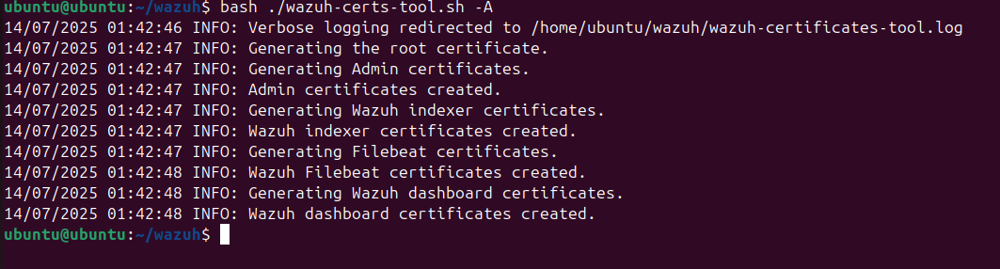 ubuntu@ubuntu:~/wazuh$ bash ./wazuh-certs-tool.sh -A
14/07/2025 01:42:46 INFO: Verbose logging redirected to /home/ubuntu/wazuh/wazuh-certificates-tool.log
14/07/2025 01:42:47 INFO: Generating the root certificate.
14/07/2025 01:42:47 INFO: Generating Admin certificates.
14/07/2025 01:42:47 INFO: Admin certificates created.
14/07/2025 01:42:47 INFO: Generating Wazuh indexer certificates.
14/07/2025 01:42:47 INFO: Wazuh indexer certificates created.
14/07/2025 01:42:47 INFO: Generating Filebeat certificates.
14/07/2025 01:42:48 INFO: Wazuh Filebeat certificates created.
14/07/2025 01:42:48 INFO: Generating Wazuh dashboard certificates.
14/07/2025 01:42:48 INFO: Wazuh dashboard certificates created.
ubuntu@ubuntu:~/wazuh$